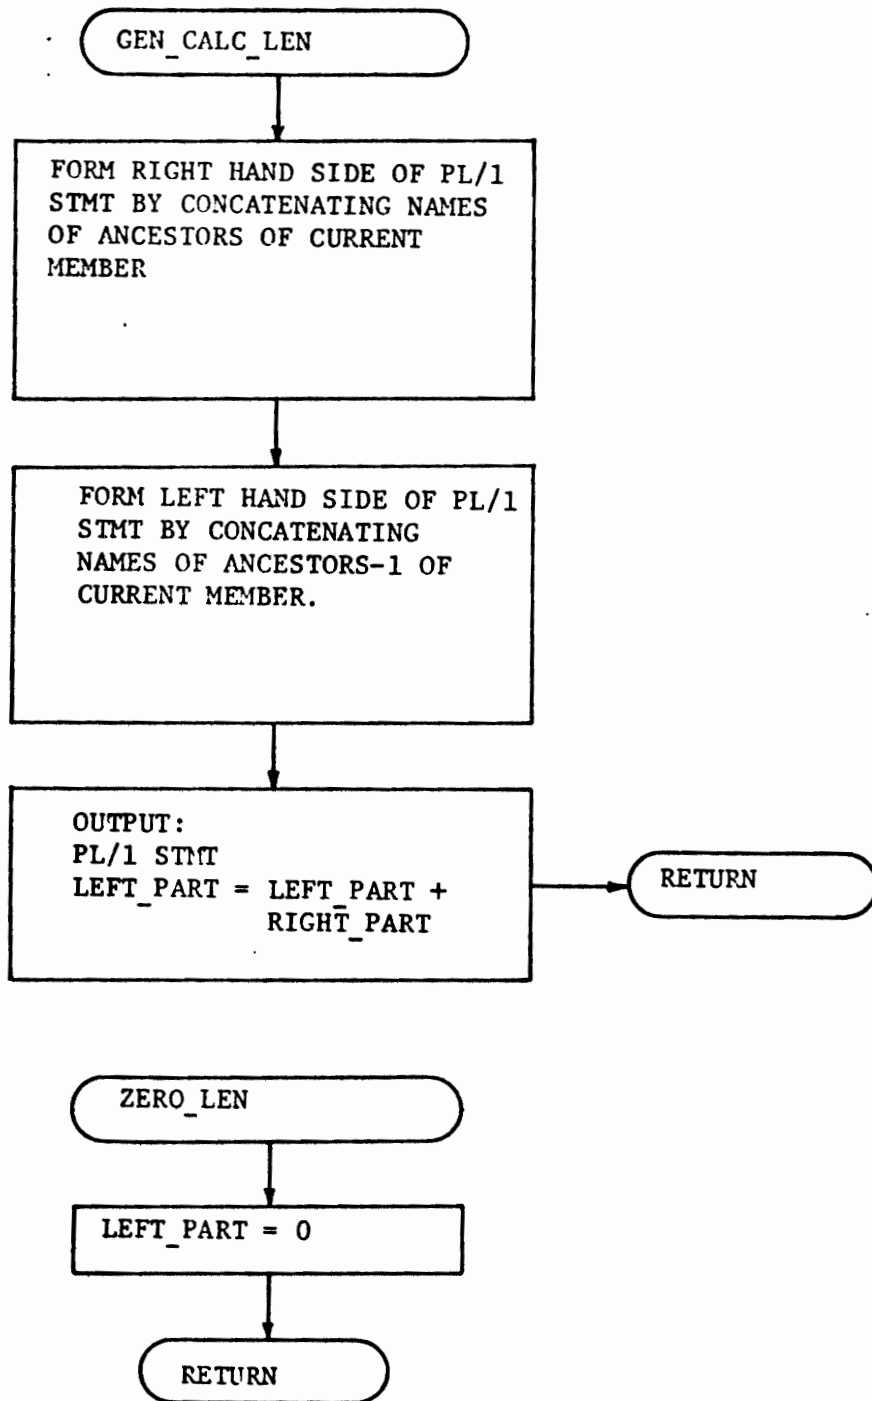 GEN_CALC_LEN
FORM RIGHT HAND SIDE OF PL/1
STMT BY CONCATENATING NAMES
OF ANCESTORS OF CURRENT
MEMBER
FORM LEFT HAND SIDE OF PL/1
STMT BY CONCATENATING
NAMES OF ANCESTORS-1 OF
CURRENT MEMBER.
OUTPUT:
PL/1 STMT
LEFT_PART = LEFT_PART +
RIGHT_PART
RETURN
ZERO_LEN
LEFT_PART = 0
RETURN